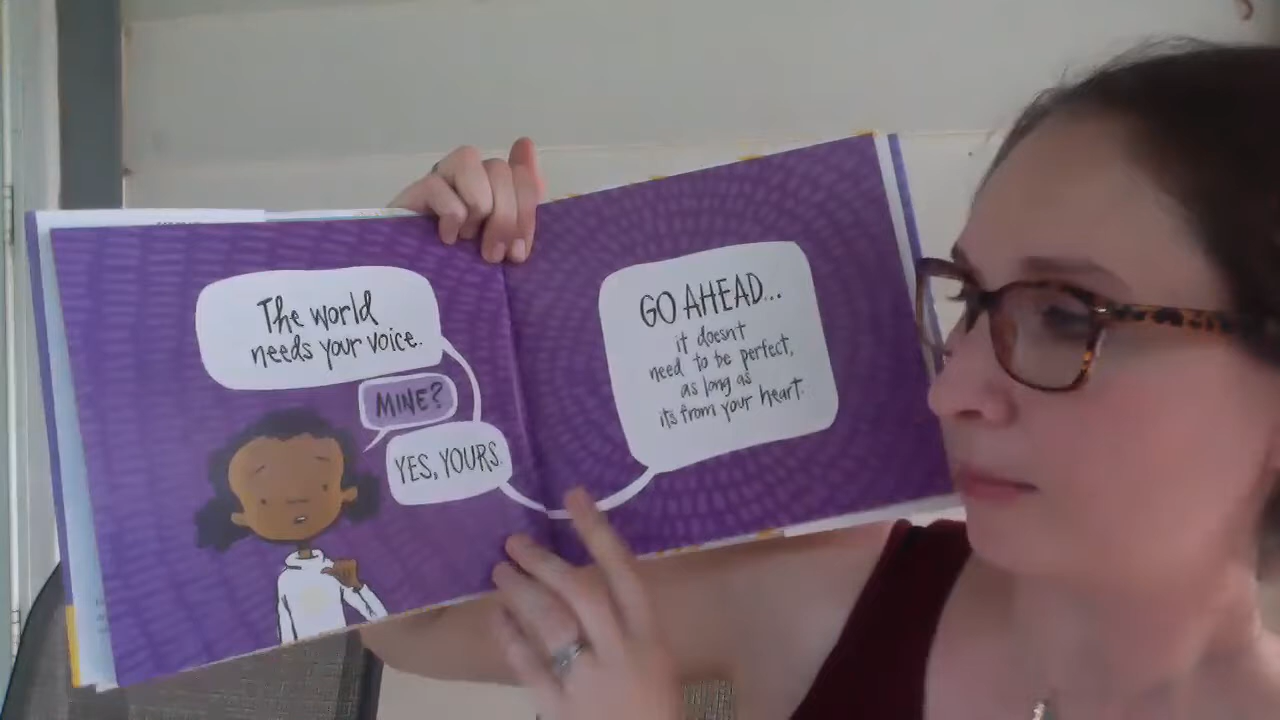 The world
needs your voice.
MINE?
YES, YOURS.
GO AHEAD...
it doesn't
need to be perfect,
as long as
it's from your heart.